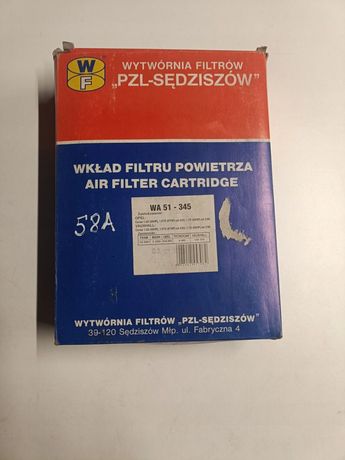 W
F
WYTWÓRNIA FILTRÓW
„PZL-SĘDZISZÓW”
WKŁAD FILTRU POWIETRZA
AIR FILTER CARTRIDGE
WA 51 - 345
OPEL
VAUXHALL
58A
WYTWÓRNIA FILTRÓW „PZL-SĘDZISZÓW”
39-120 Sędziszów Młp. ul. Fabryczna 4